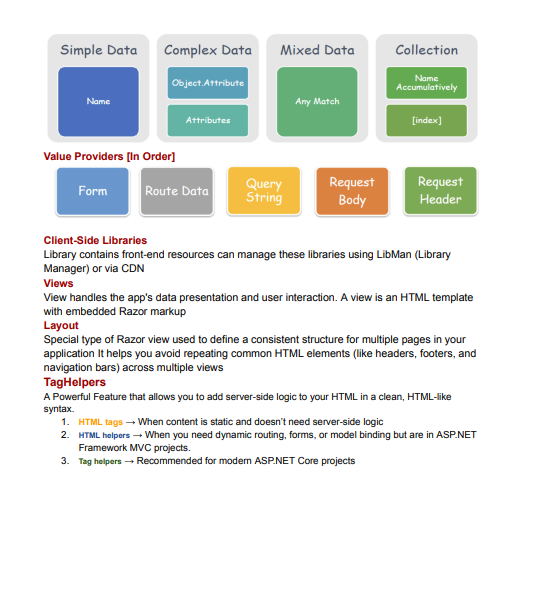 Simple Data
Complex Data
Mixed Data
Collection
Name
Object.Attribute
Attributes
Any Match
Name
Accumulatively
[index]
Value Providers [In Order]
Form
Route Data
Query
String
Request
Body
Request
Header
Client-Side Libraries
Library contains front-end resources can manage these libraries using LibMan (Library
Manager) or via CDN
Views
View handles the app's data presentation and user interaction. A view is an HTML template
with embedded Razor markup
Layout
Special type of Razor view used to define a consistent structure for multiple pages in your
application It helps you avoid repeating common HTML elements (like headers, footers, and
navigation bars) across multiple views
TagHelpers
A Powerful Feature that allows you to add server-side logic to your HTML in a clean, HTML-like
syntax.
1. HTML tags → When content is static and doesn't need server-side logic
2. HTML helpers → When you need dynamic routing, forms, or model binding but are in ASP.NET
Framework MVC projects.
3. Tag helpers → Recommended for modern ASP.NET Core projects